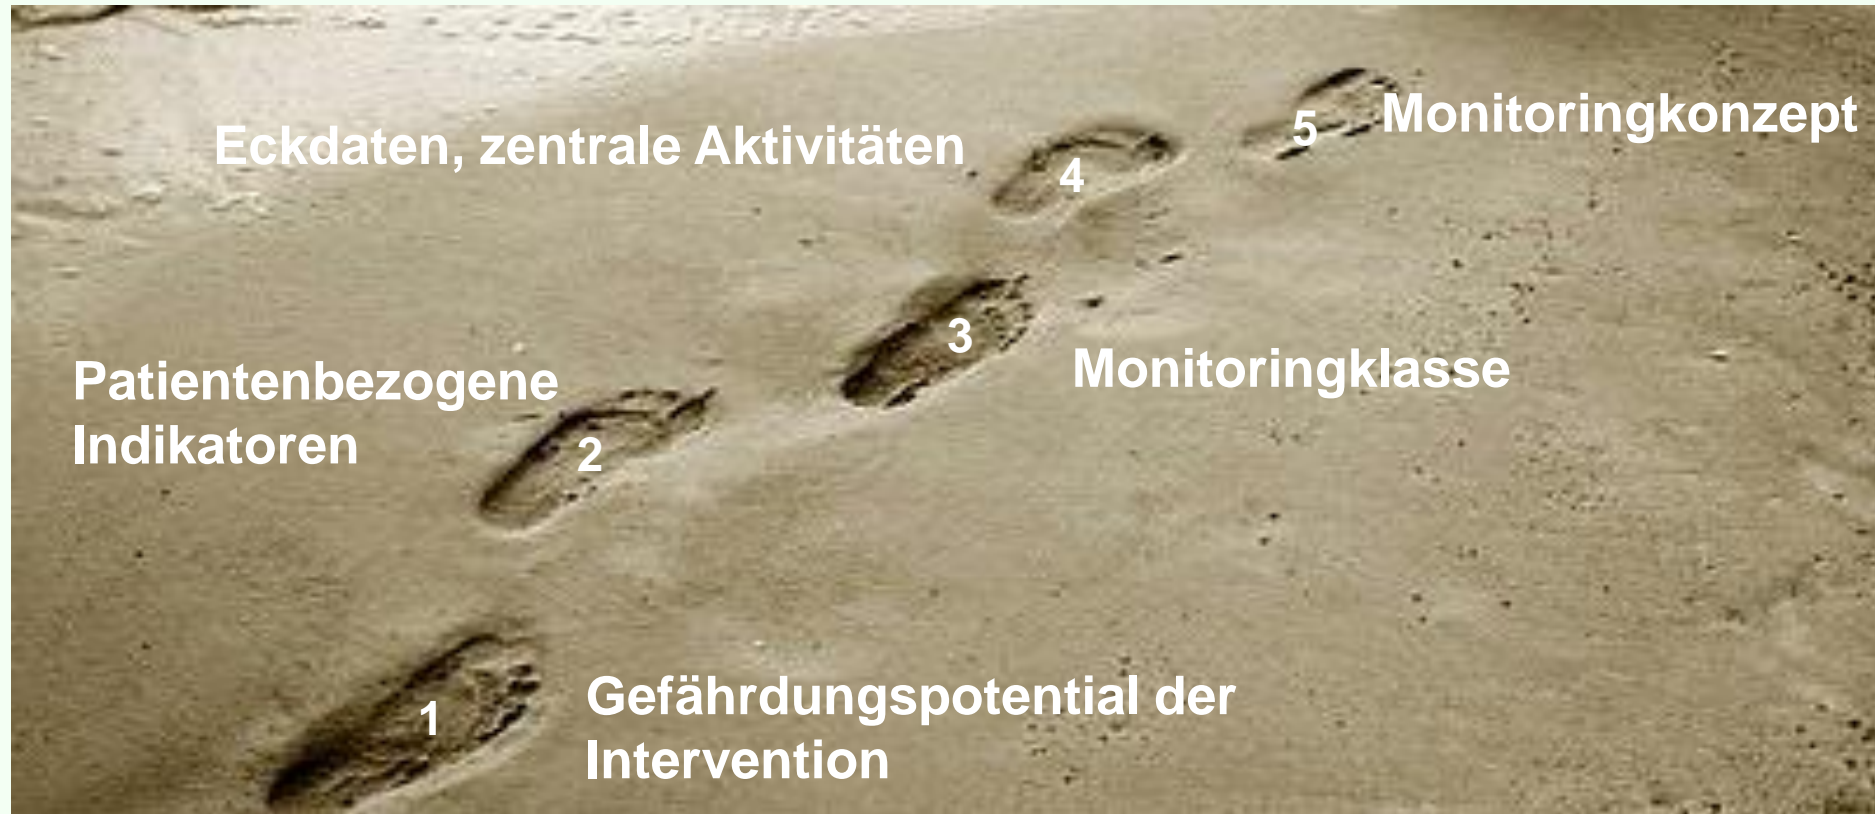 Eckdaten, zentrale Aktivitäten
4
5
Monitoringkonzept
Patientenbezogene
Indikatoren
2
3
Monitoringklasse
1
Gefährdungspotential der
Intervention